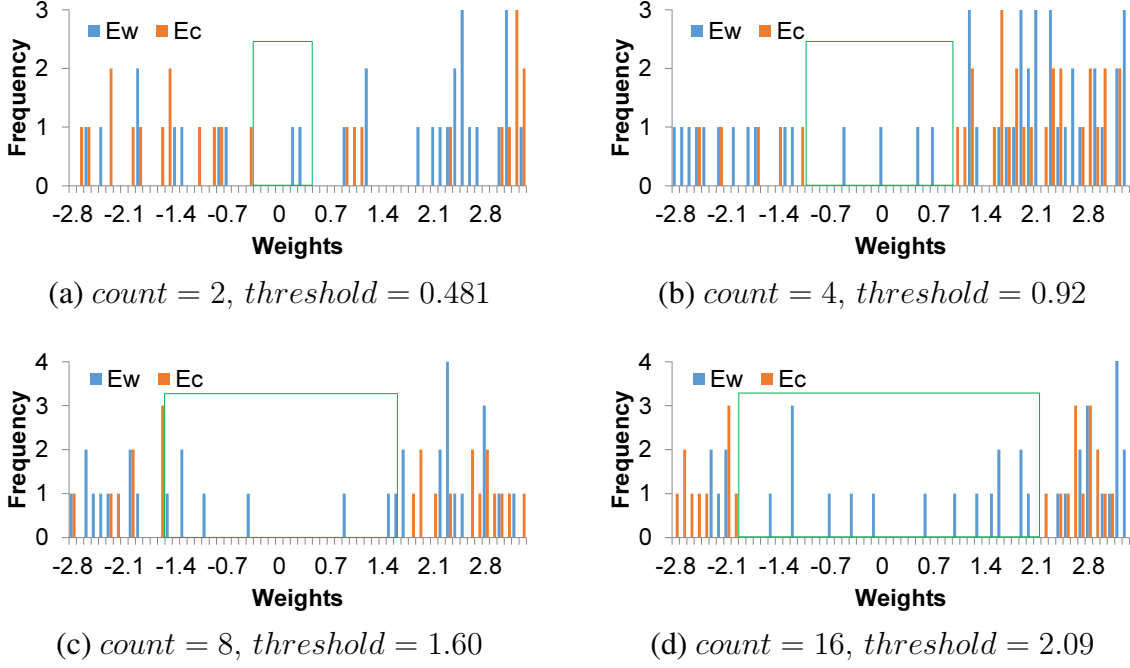 3
2
1
0
Frequency
Ew Ec
-2.8 -2.1 -1.4 -0.7 0 0.7 1.4 2.1 2.8
Weights
(a) count = 2, threshold = 0.481
3
2
1
0
Frequency
Ew Ec
-2.8 -2.1 -1.4 -0.7 0 0.7 1.4 2.1 2.8
Weights
(b) count = 4, threshold = 0.92
4
3
2
1
0
Frequency
Ew Ec
-2.8 -2.1 -1.4 -0.7 0 0.7 1.4 2.1 2.8
Weights
(c) count = 8, threshold = 1.60
4
3
2
1
0
Frequency
Ew Ec
-2.8 -2.1 -1.4 -0.7 0 0.7 1.4 2.1 2.8
Weights
(d) count = 16, threshold = 2.09